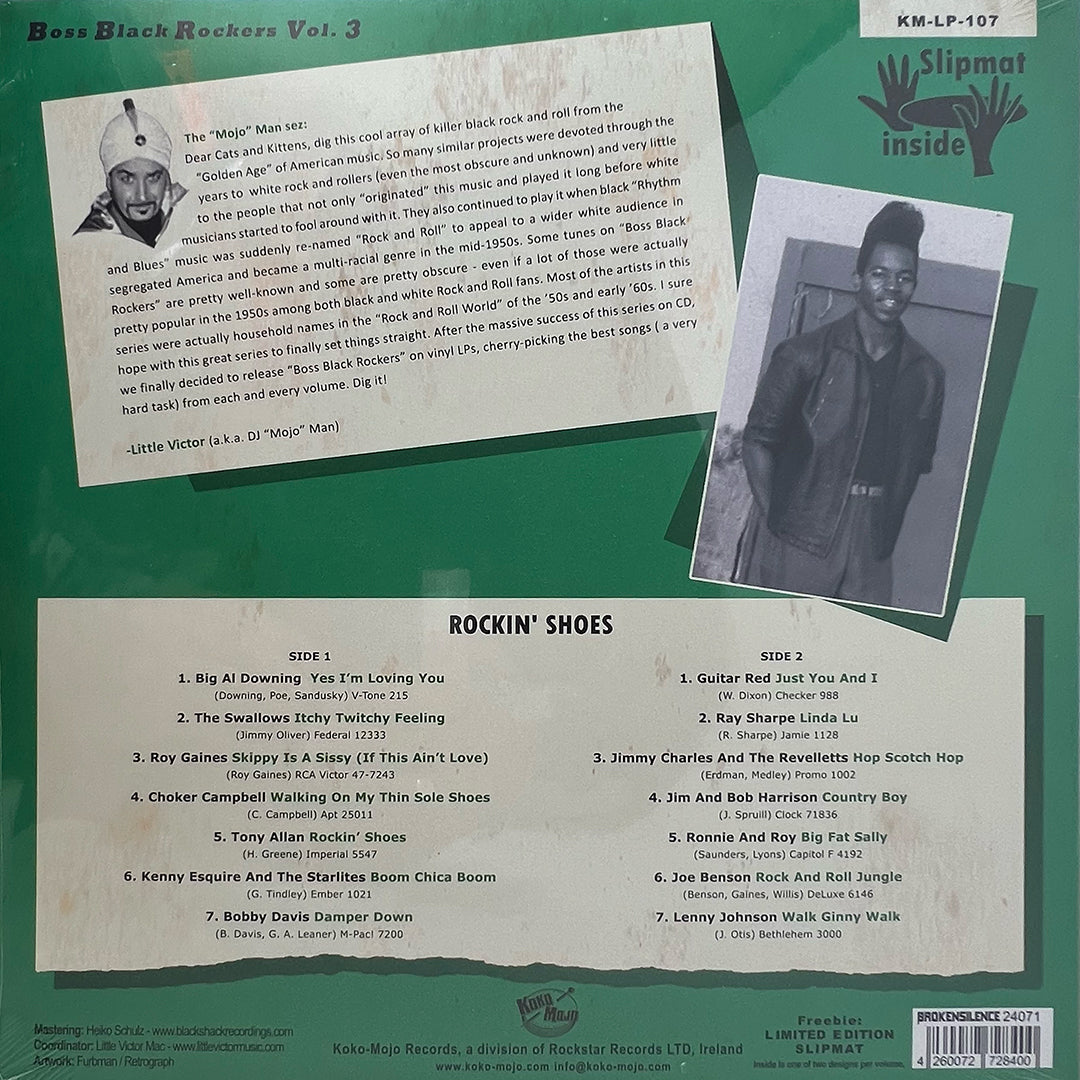 Boss Black Rockers Vol. 3
KM-LP-107
Slipmat
inside
The “Mojo” Man sez:
Dear Cats and Kittens, dig this cool array of killer black rock and roll from the
“Golden Age” of American music. So many similar projects were devoted through the
years to white rock and rollers (even the most obscure and unknown) and very little
to the people that not only “originated” this music and played it long before white
musicians started to fool around with it. They also continued to play it when black “Rhythm
and Blues” music was suddenly re-named “Rock and Roll” to appeal to a wider white audience in
segregated America and became a multi-racial genre in the mid-1950s. Some tunes on “Boss Black
Rockers” are pretty well-known and some are pretty obscure - even if a lot of those were actually
pretty popular in the 1950s among both black and white Rock and Roll fans. Most of the artists in this
series were actually household names in the “Rock and Roll World” of the ’50s and early ’60s. I sure
hope with this great series to finally set things straight. After the massive success of this series on CD,
we finally decided to release “Boss Black Rockers” on vinyl LPs, cherry-picking the best songs ( a very
hard task) from each and every volume. Dig it!
-Little Victor (a.k.a. DJ “Mojo” Man)
ROCKIN' SHOES
SIDE 1
1. Big Al Downing Yes I’m Loving You
(Downing, Poe, Sandusky) V-Tone 215
2. The Swallows Itchy Twitchy Feeling
(Jimmy Oliver) Federal 12333
3. Roy Gaines Skippy Is A Sissy (If This Ain’t Love)
(Roy Gaines) RCA Victor 47-7243
4. Choker Campbell Walking On My Thin Sole Shoes
(C. Campbell) Apt 25011
5. Tony Allan Rockin’ Shoes
(H. Greene) Imperial 5547
6. Kenny Esquire And The Starlites Boom Chica Boom
(G. Tindley) Ember 1021
7. Bobby Davis Damper Down
(B. Davis, G. A. Leaner) M-Pac! 7200
SIDE 2
1. Guitar Red Just You And I
(W. Dixon) Checker 988
2. Ray Sharpe Linda Lu
(R. Sharpe) Jamie 1128
3. Jimmy Charles And The Revelletts Hop Scotch Hop
(Erdman, Medley) Promo 1002
4. Jim And Bob Harrison Country Boy
(J. Spruill) Clock 71836
5. Ronnie And Roy Big Fat Sally
(Saunders, Lyons) Capitol F 4192
6. Joe Benson Rock And Roll Jungle
(Benson, Gaines, Willis) DeLuxe 6146
7. Lenny Johnson Walk Ginny Walk
(J. Otis) Bethlehem 3000
Mastering: Heiko Schulz - www.blackshackrecordings.com
Coordinator: Little Victor Mac - www.littlevictormusic.com
Artwork: Furbman / Retrograph
Koko
Mojo
Koko-Mojo Records, a division of Rockstar Records LTD, Ireland
www.koko-mojo.com info@koko-mojo.com
Freebie:
LIMITED EDITION
SLIPMAT
Inside is one of two designs per volume.
BROKENSILENCE 24071
4 260072 728400